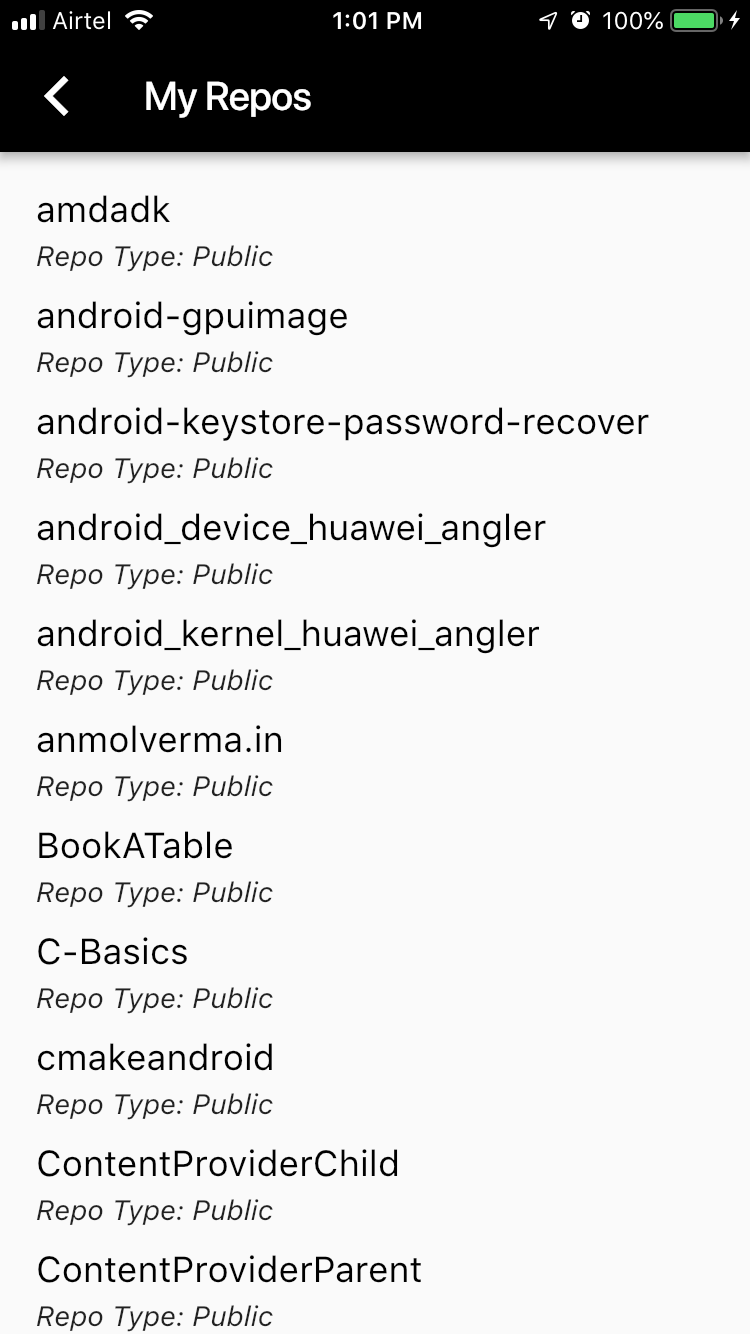 Airtel 1:01 PM 100%
My Repos
amdadk
Repo Type: Public
android-gpuimage
Repo Type: Public
android-keystore-password-recover
Repo Type: Public
android_device_huawei_angler
Repo Type: Public
android_kernel_huawei_angler
Repo Type: Public
anmolverma.in
Repo Type: Public
BookATable
Repo Type: Public
C-Basics
Repo Type: Public
cmakeandroid
Repo Type: Public
ContentProviderChild
Repo Type: Public
ContentProviderParent
Repo Type: Public